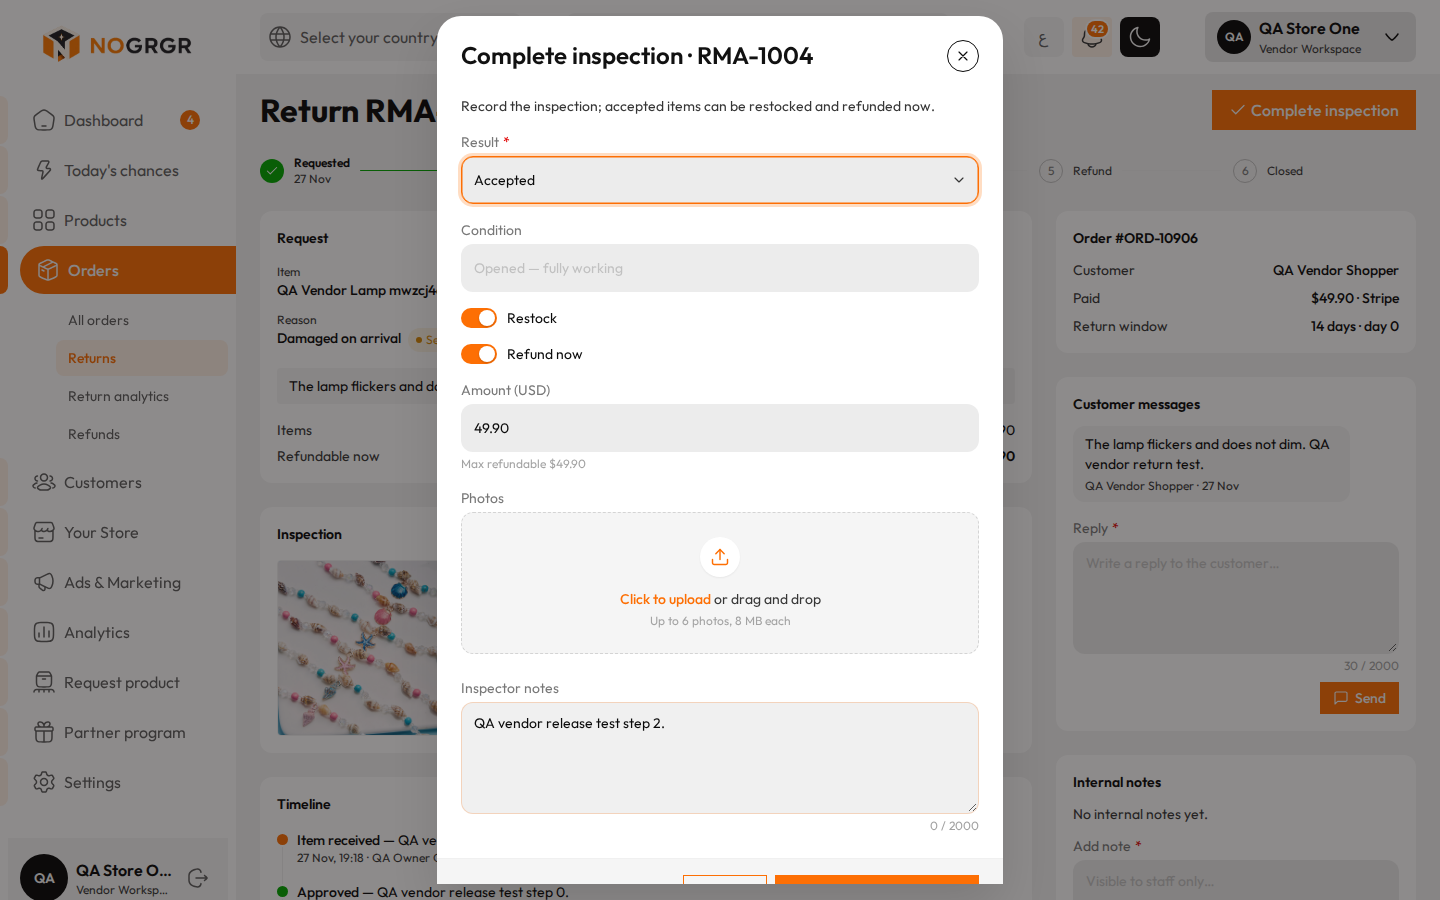 NOGRGR
Select your country
ع
42
QA
QA Store One
Vendor Workspace
Dashboard
4
Today's chances
Products
Orders
All orders
Returns
Return analytics
Refunds
Customers
Your Store
Ads & Marketing
Analytics
Request product
Partner program
Settings
QA
QA Store O...
Vendor Worksp...
Return RMA
Complete inspection
Requested
27 Nov
5
Refund
6
Closed
Request
Item
QA Vendor Lamp mwzcj4
Reason
Damaged on arrival
The lamp flickers and
Items
Refundable now
Inspection
Timeline
Item received — QA ve
27 Nov, 19:18 · QA Owner
Approved — QA vendor release test step 0.
Complete inspection · RMA-1004
Record the inspection; accepted items can be restocked and refunded now.
Result *
Accepted
Condition
Opened — fully working
Restock
Refund now
Amount (USD)
49.90
Max refundable $49.90
Photos
Click to upload or drag and drop
Up to 6 photos, 8 MB each
Inspector notes
QA vendor release test step 2.
0 / 2000
Order #ORD-10906
Customer
QA Vendor Shopper
Paid
$49.90 · Stripe
Return window
14 days · day 0
Customer messages
The lamp flickers and does not dim. QA
vendor return test.
QA Vendor Shopper · 27 Nov
Reply *
Write a reply to the customer...
30 / 2000
Send
Internal notes
No internal notes yet.
Add note *
Visible to staff only...